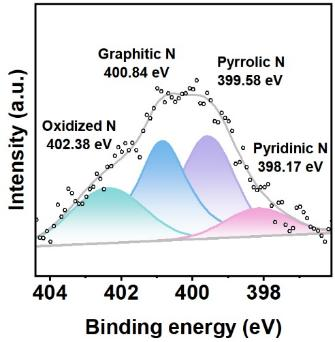 Graphitic N
400.84 eV
Pyrrolic N
399.58 eV
Oxidized N
402.38 eV
Pyridinic N
398.17 eV
Intensity (a.u.)
404 402 400 398
Binding energy (eV)